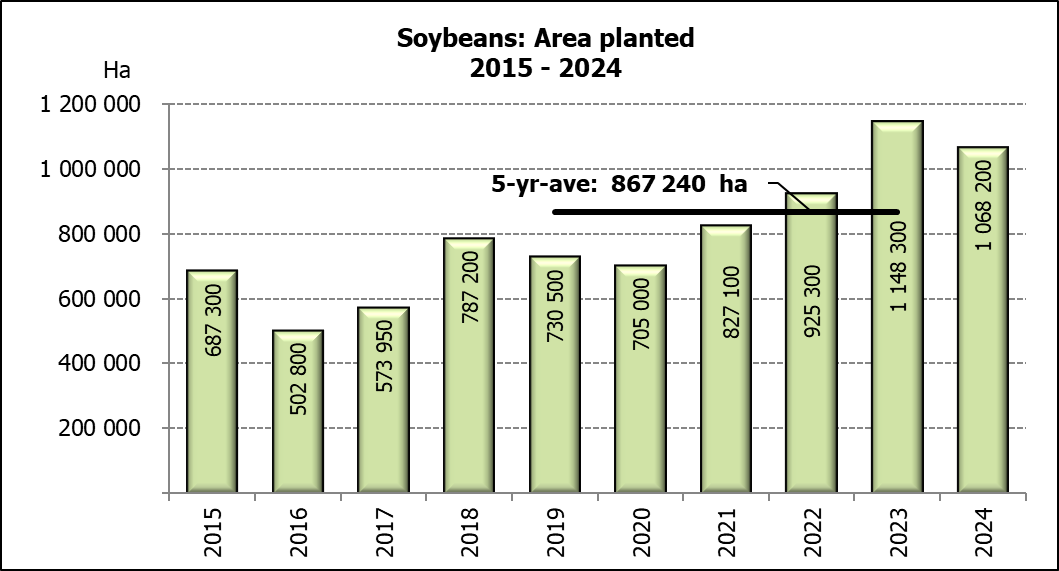 Soybeans: Area planted
2015 - 2024
Ha
1 200 000
1 000 000
800 000
600 000
400 000
200 000
5-yr-ave: 867 240 ha
687 300
502 800
573 950
787 200
730 500
705 000
827 100
925 300
1 148 300
1 068 200
2015
2016
2017
2018
2019
2020
2021
2022
2023
2024